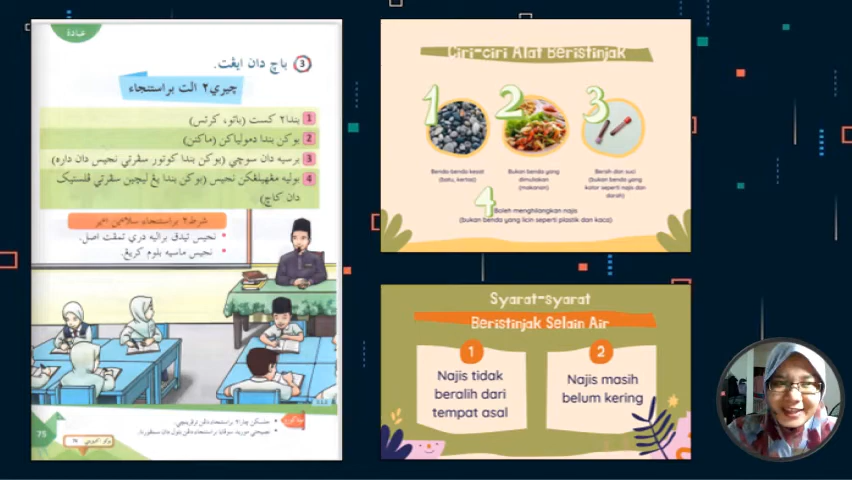 عبادة
3 باچ دان ايڠت.
چيري٢ الت براستنجاء
1 بندا٢ کست (باتو، کرتس)
2 بوکن بندا دمولياکن (ماکنن)
3 برسيه دان سوچي (بوکن بندا کوتور سڤرتي نجيس دان داره)
4 بوليه مڠهيلڠکن نجيس (بوکن بندا يڠ ليچين سڤرتي ڤلستيک
دان کاچ)
شرط٢ براستنجاء سلاءين اءير
• نجيس تيدق براليه دري تمڤت اصل.
• نجيس ماسيه بلوم کريڠ.
75
Ciri-ciri Alat Beristinjak
1
2
3
Benda benda kesat
(batu, kertas)
Bukan benda yang
dimuliakan
(makanan)
Bersih dan suci
(bukan benda yang
kotor seperti najis dan
darah)
4
Boleh menghilangkan najis
(bukan benda yang licin seperti plastik dan kaca)
Syarat-syarat
Beristinjak Selain Air
1
Najis tidak
beralih dari
tempat asal
2
Najis masih
belum kering